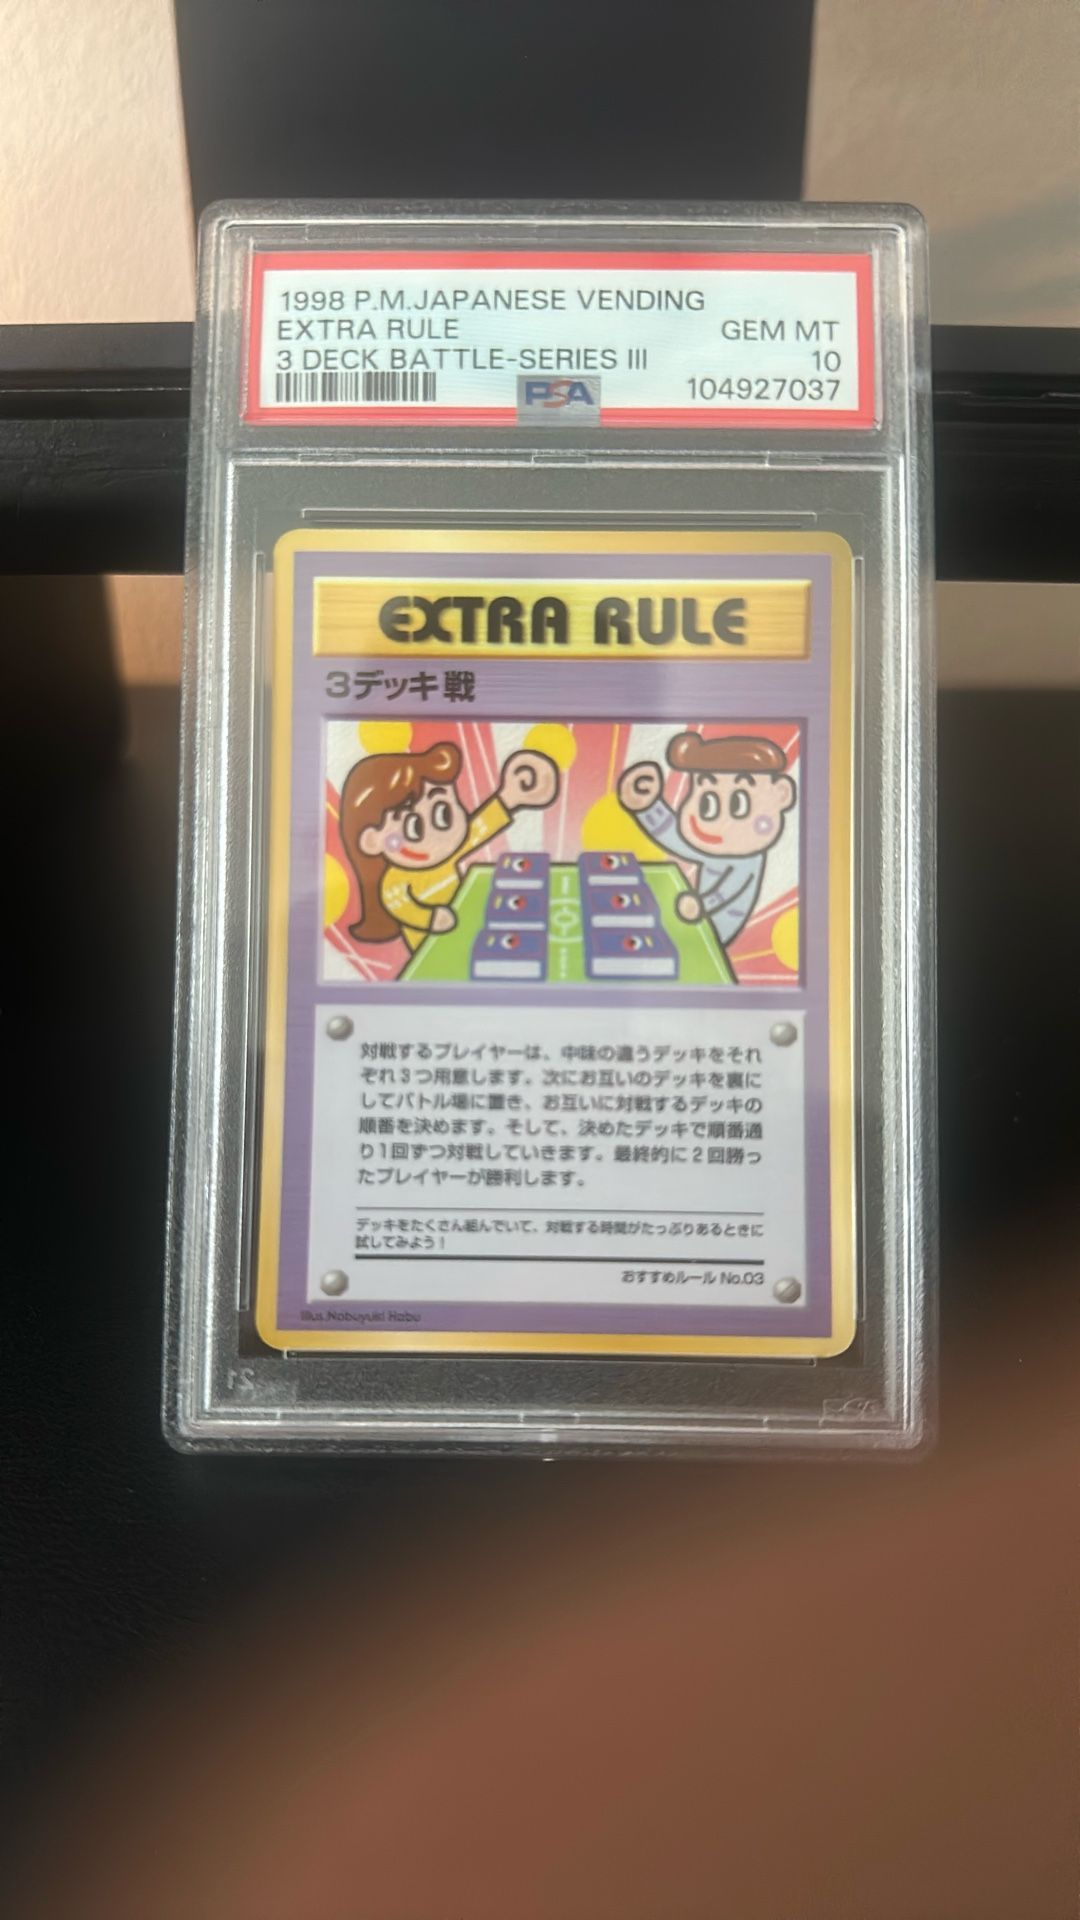 1998 P.M.JAPANESE VENDING
EXTRA RULE GEM MT
3 DECK BATTLE-SERIES III 10
PSA 104927037
EXTRA RULE
3デッキ戦
対戦するプレイヤーは、中味の違うデッキをそれ
ぞれ3つ用意します。次にお互いのデッキを裏に
してバトル場に置き、お互いに対戦するデッキの
順番を決めます。そして、決めたデッキで順番通
り1回ずつ対戦していきます。最終的に2回勝っ
たプレイヤーが勝利します。
デッキをたくさん組んでいて、対戦する時間がたっぷりあるときに
試してみよう！
おすすめルール No.03
Illus.Nobuyuki Habu